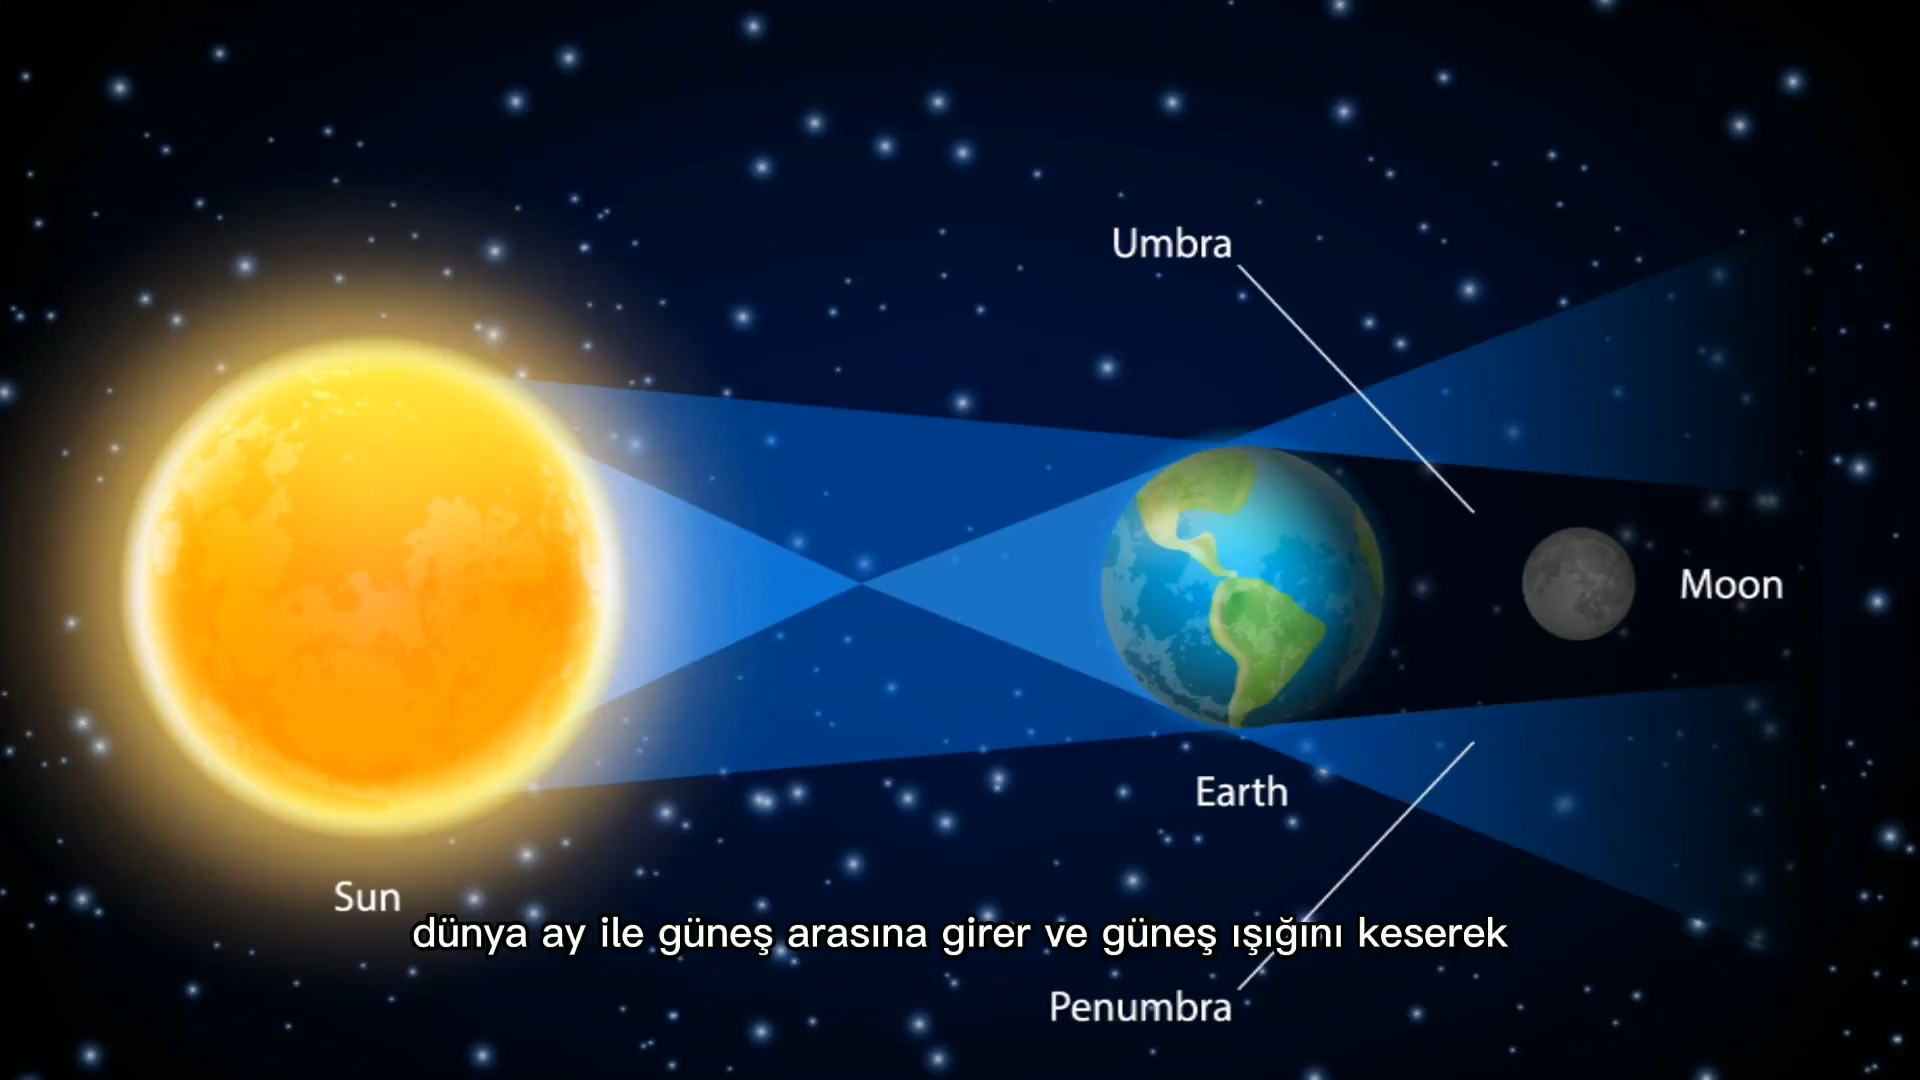 Umbra
Moon
Earth
Sun
dünya ay ile güneş arasına girer ve güneş ışığını keserek
Penumbra